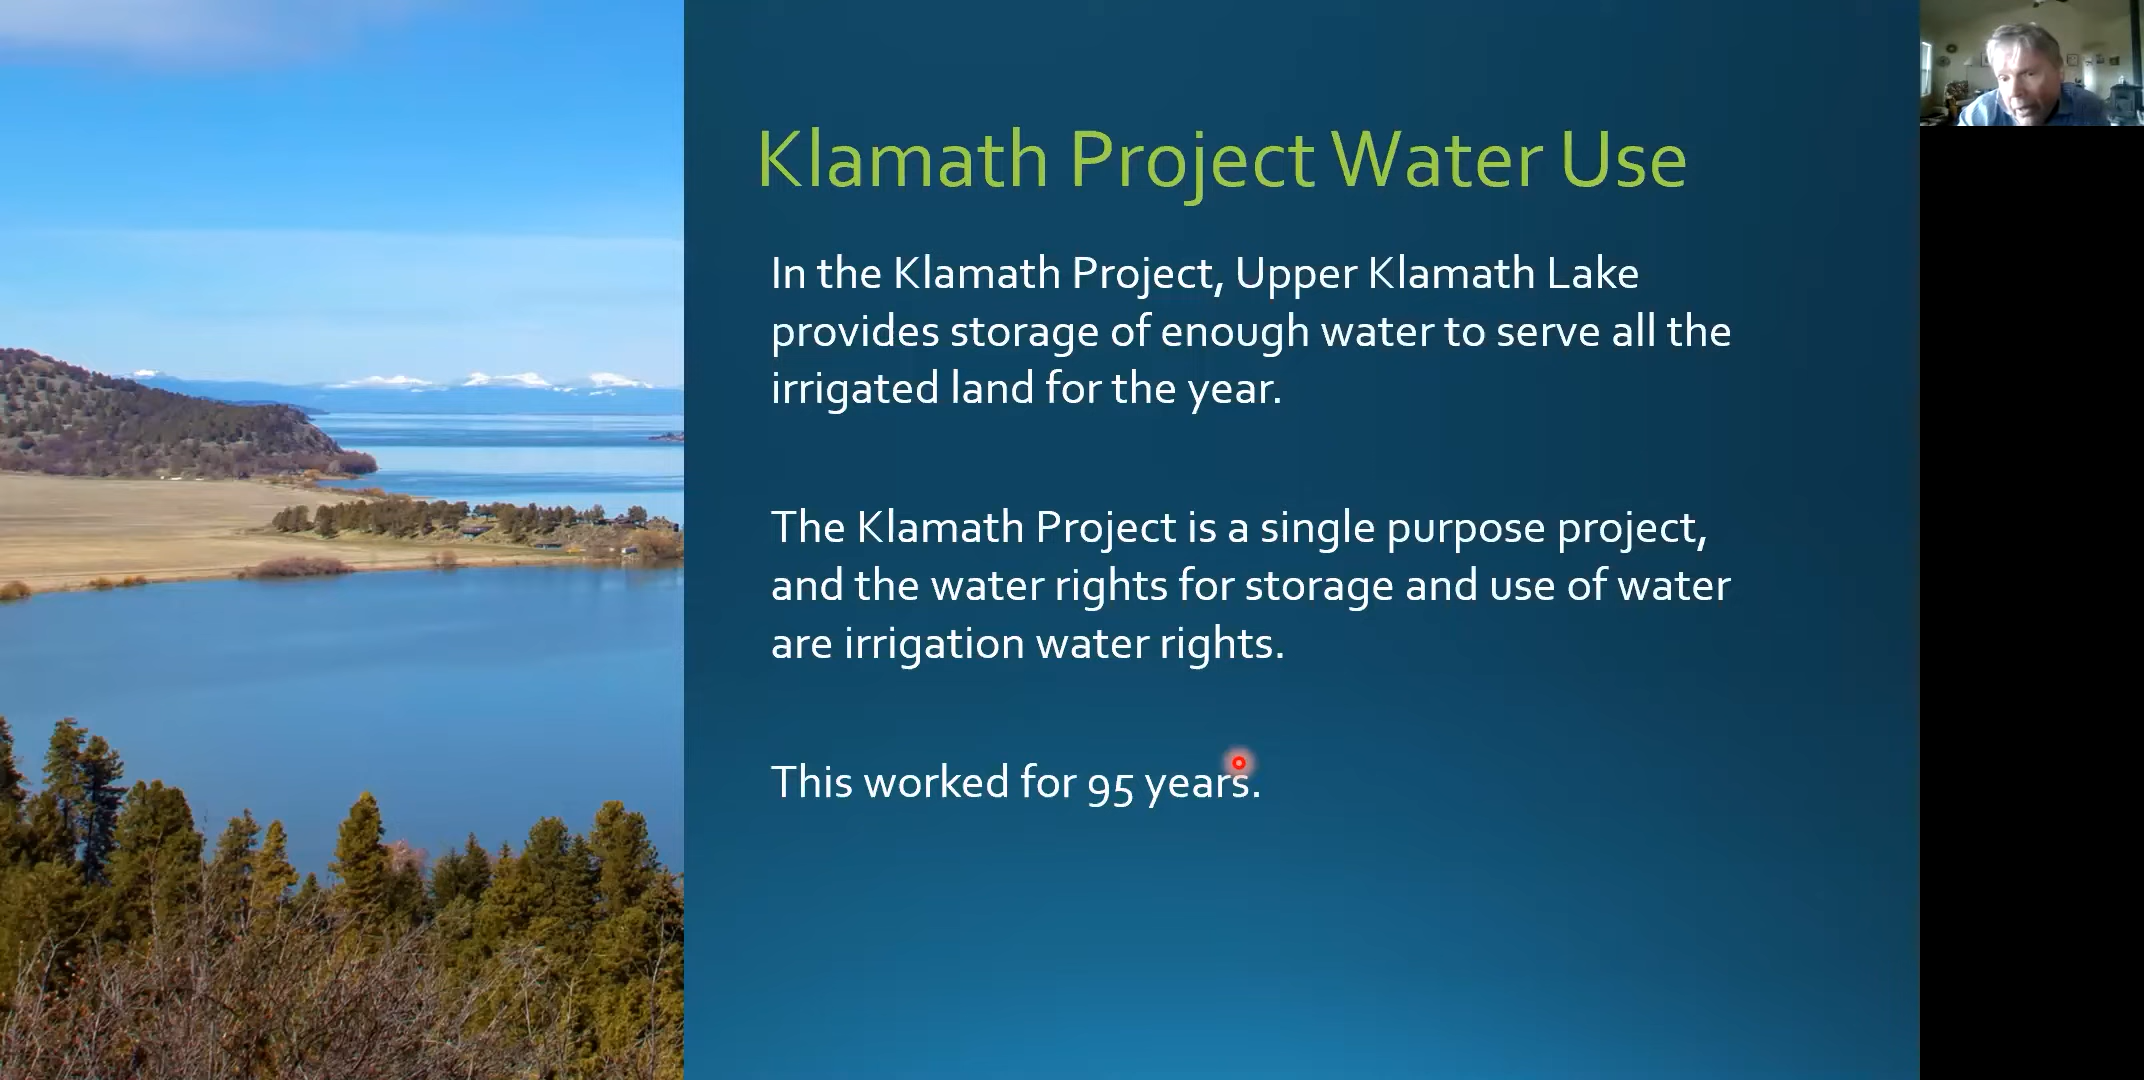 Klamath Project Water Use
In the Klamath Project, Upper Klamath Lake
provides storage of enough water to serve all the
irrigated land for the year.
The Klamath Project is a single purpose project,
and the water rights for storage and use of water
are irrigation water rights.
This worked for 95 years.